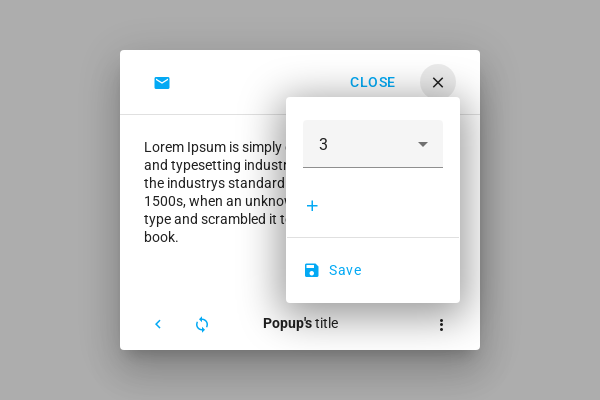 CLOSE
Lorem Ipsum is simply
and typesetting industr
the industrys standard
1500s, when an unknow
type and scrambled it t
book.
3
+
Save
Popup's title